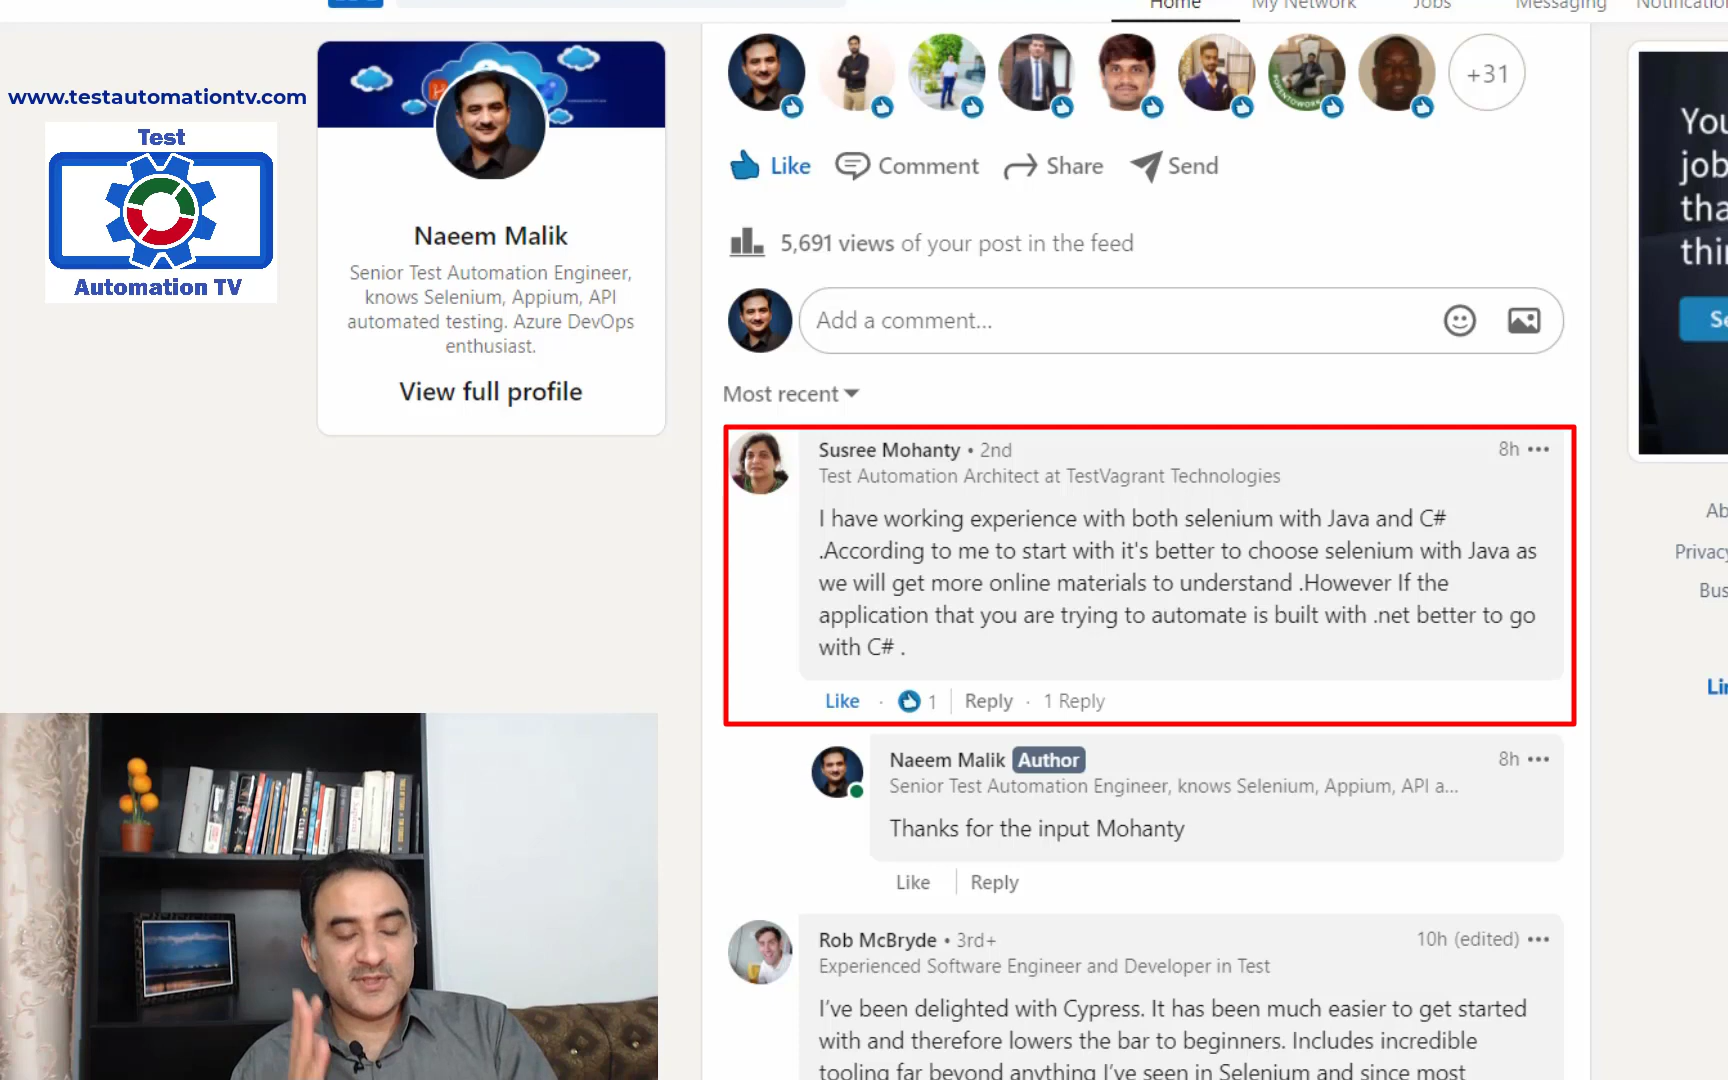 Home
My Network
Jobs
Messaging
www.testautomationtv.com
Test
Automation TV
Naeem Malik
Senior Test Automation Engineer,
knows Selenium, Appium, API
automated testing. Azure DevOps
enthusiast.
View full profile
+31
Like
Comment
Share
Send
5,691 views of your post in the feed
Add a comment...
Most recent
Susree Mohanty • 2nd
8h
Test Automation Architect at TestVagrant Technologies
I have working experience with both selenium with Java and C#
.According to me to start with it's better to choose selenium with Java as
we will get more online materials to understand .However If the
application that you are trying to automate is built with .net better to go
with C# .
Like · 1 Reply · 1 Reply
Naeem Malik Author
8h
Senior Test Automation Engineer, knows Selenium, Appium, API a...
Thanks for the input Mohanty
Like Reply
Rob McBryde • 3rd+
10h (edited)
Experienced Software Engineer and Developer in Test
I've been delighted with Cypress. It has been much easier to get started
with and therefore lowers the bar to beginners. Includes incredible
tooling far beyond anything I've seen in Selenium and since most